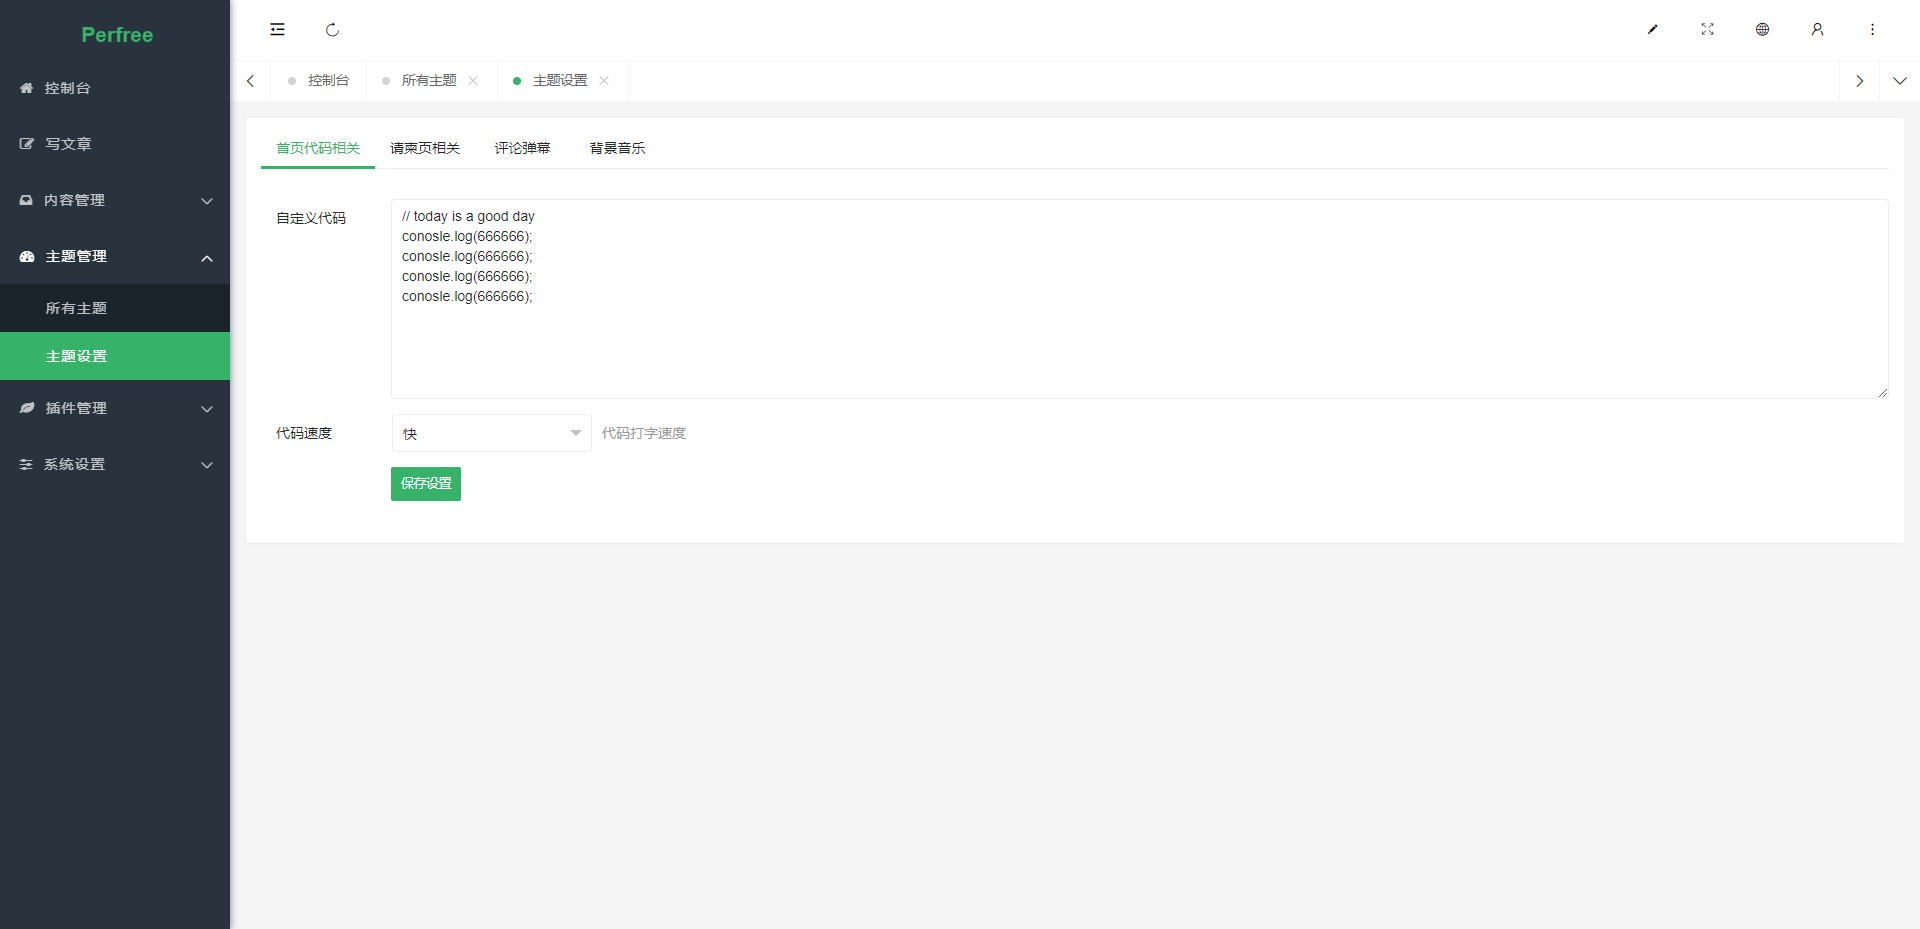 Perfree
控制台
写文章
内容管理
主题管理
所有主题
主题设置
插件管理
系统设置
控制台 所有主题 主题设置
首页代码相关 请柬页相关 评论弹幕 背景音乐
自定义代码
// today is a good day
conosle.log(666666);
conosle.log(666666);
conosle.log(666666);
conosle.log(666666);
代码速度 快 代码打字速度
保存设置